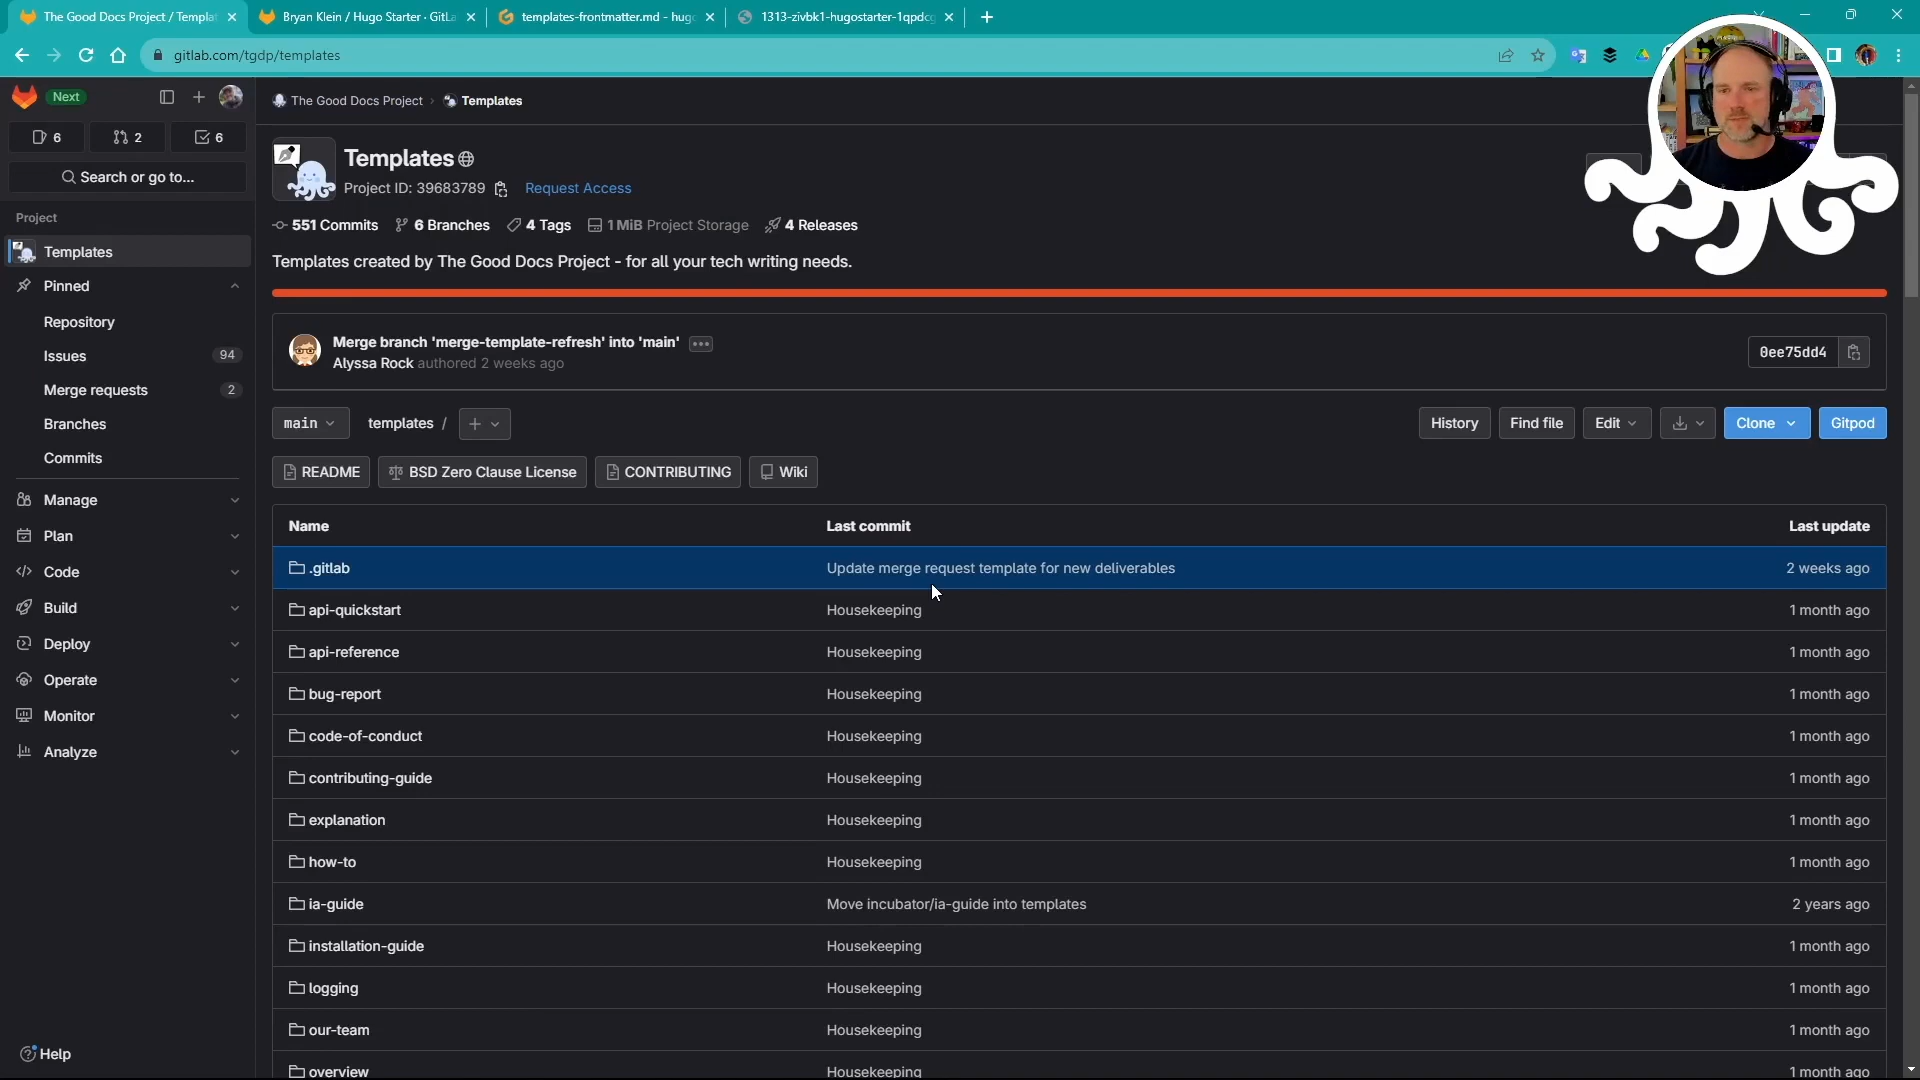 The Good Docs Project / Templat
Bryan Klein / Hugo Starter · GitLa
templates-frontmatter.md - hugo
1313-zivbk1-hugostarter-1qpdcg
gitlab.com/tgdp/templates
Next
The Good Docs Project › Templates
6
2
6
Search or go to...
Project
Templates
Pinned
Repository
Issues 94
Merge requests 2
Branches
Commits
Manage
Plan
Code
Build
Deploy
Operate
Monitor
Analyze
Help
Templates
Project ID: 39683789 Request Access
551 Commits 6 Branches 4 Tags 1 MiB Project Storage 4 Releases
Templates created by The Good Docs Project - for all your tech writing needs.
Merge branch 'merge-template-refresh' into 'main'
Alyssa Rock authored 2 weeks ago
0ee75dd4
main templates / + History Find file Edit Clone Gitpod
README BSD Zero Clause License CONTRIBUTING Wiki
Name Last commit Last update
.gitlab Update merge request template for new deliverables 2 weeks ago
api-quickstart Housekeeping 1 month ago
api-reference Housekeeping 1 month ago
bug-report Housekeeping 1 month ago
code-of-conduct Housekeeping 1 month ago
contributing-guide Housekeeping 1 month ago
explanation Housekeeping 1 month ago
how-to Housekeeping 1 month ago
ia-guide Move incubator/ia-guide into templates 2 years ago
installation-guide Housekeeping 1 month ago
logging Housekeeping 1 month ago
our-team Housekeeping 1 month ago
overview Housekeeping 1 month ago